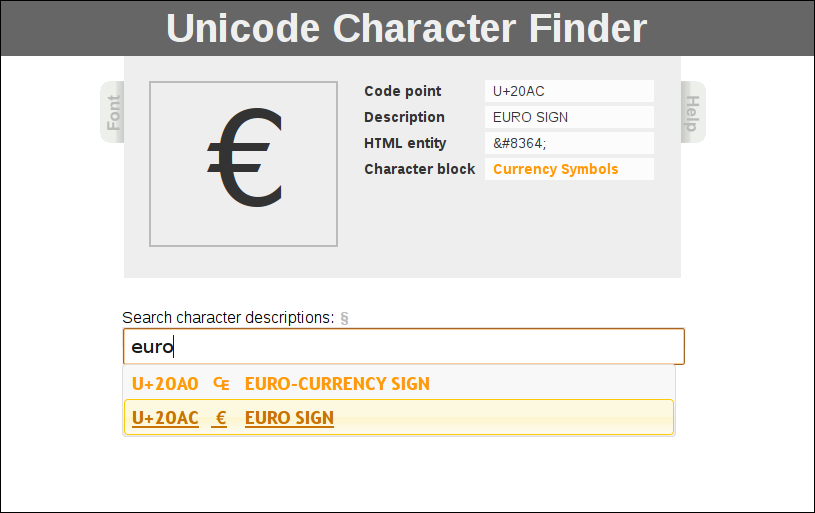 Unicode Character Finder
Font
€
Code point U+20AC
Description EURO SIGN
HTML entity &#8364;
Character block Currency Symbols
Help
Search character descriptions: §
euro
U+20A0 ₠ EURO-CURRENCY SIGN
U+20AC € EURO SIGN